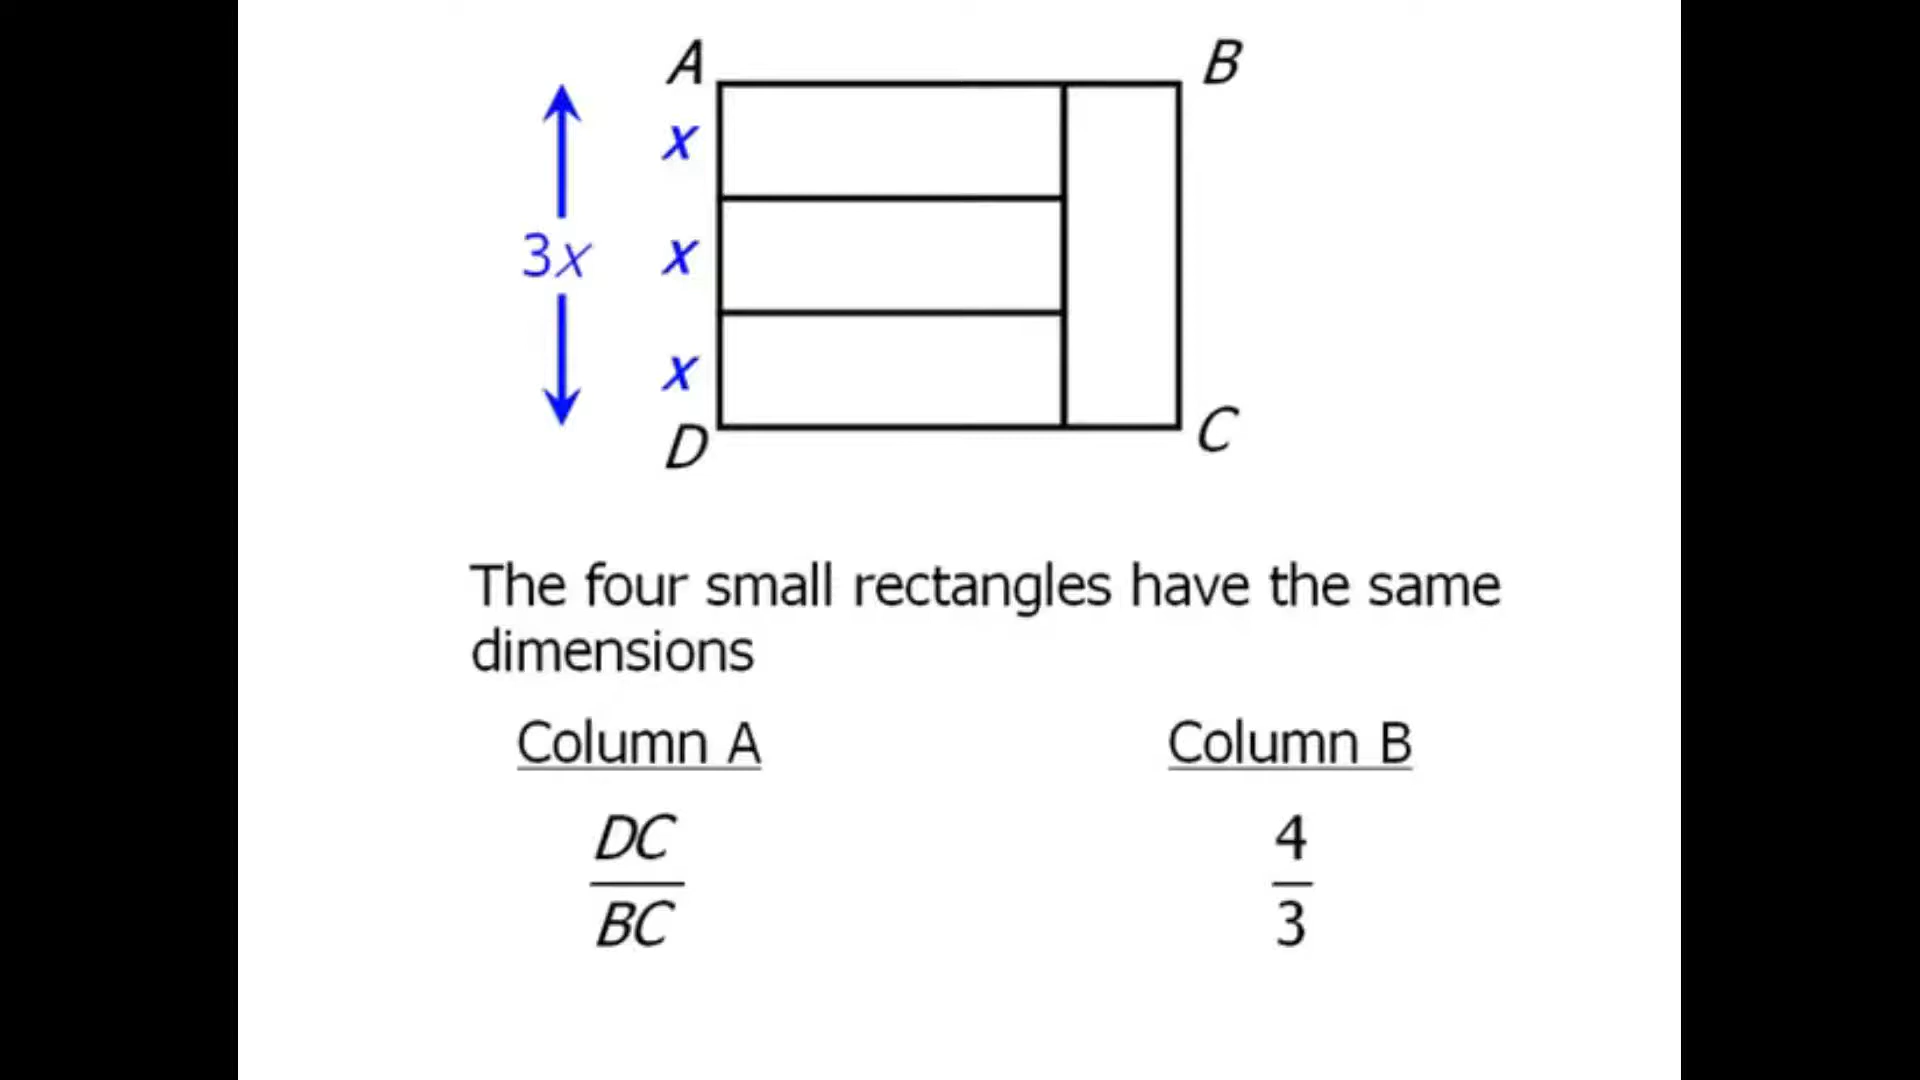 A
B
x
3x
x
x
D
C
The four small rectangles have the same
dimensions
Column A
Column B
DC
BC
4
3